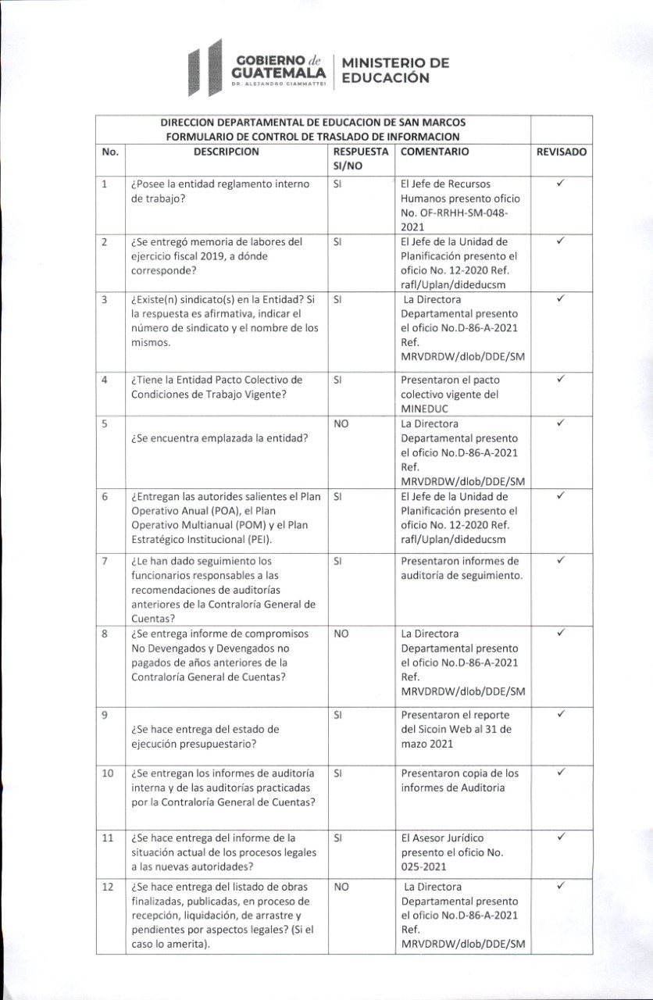 GOBIERNO de
GUATEMALA
DR. ALEJANDRO GIAMMATTEI
MINISTERIO DE
EDUCACIÓN
DIRECCION DEPARTAMENTAL DE EDUCACION DE SAN MARCOS
FORMULARIO DE CONTROL DE TRASLADO DE INFORMACION
No. DESCRIPCION RESPUESTA SI/NO COMENTARIO REVISADO
1
¿Posee la entidad reglamento interno
de trabajo?
SI
El Jefe de Recursos
Humanos presento oficio
No. OF-RRHH-SM-048-
2021
✓
2
¿Se entregó memoria de labores del
ejercicio fiscal 2019, a dónde
corresponde?
SI
El Jefe de la Unidad de
Planificación presento el
oficio No. 12-2020 Ref.
rafl/Uplan/dideducsm
✓
3
¿Existe(n) sindicato(s) en la Entidad? Si
la respuesta es afirmativa, indicar el
número de sindicato y el nombre de los
mismos.
SI
La Directora
Departamental presento
el oficio No.D-86-A-2021
Ref.
MRVDRDW/dlob/DDE/SM
✓
4
¿Tiene la Entidad Pacto Colectivo de
Condiciones de Trabajo Vigente?
SI
Presentaron el pacto
colectivo vigente del
MINEDUC
✓
5
¿Se encuentra emplazada la entidad?
NO
La Directora
Departamental presento
el oficio No.D-86-A-2021
Ref.
MRVDRDW/dlob/DDE/SM
✓
6
¿Entregan las autorides salientes el Plan
Operativo Anual (POA), el Plan
Operativo Multianual (POM) y el Plan
Estratégico Institucional (PEI).
SI
El Jefe de la Unidad de
Planificación presento el
oficio No. 12-2020 Ref.
rafl/Uplan/dideducsm
✓
7
¿Le han dado seguimiento los
funcionarios responsables a las
recomendaciones de auditorías
anteriores de la Contraloría General de
Cuentas?
SI
Presentaron informes de
auditoría de seguimiento.
✓
8
¿Se entrega informe de compromisos
No Devengados y Devengados no
pagados de años anteriores de la
Contraloría General de Cuentas?
NO
La Directora
Departamental presento
el oficio No.D-86-A-2021
Ref.
MRVDRDW/dlob/DDE/SM
✓
9
¿Se hace entrega del estado de
ejecución presupuestario?
SI
Presentaron el reporte
del Sicoin Web al 31 de
mazo 2021
✓
10
¿Se entregan los informes de auditoría
interna y de las auditorías practicadas
por la Contraloría General de Cuentas?
SI
Presentaron copia de los
informes de Auditoria
✓
11
¿Se hace entrega del informe de la
situación actual de los procesos legales
a las nuevas autoridades?
SI
El Asesor Jurídico
presento el oficio No.
025-2021
✓
12
¿Se hace entrega del listado de obras
finalizadas, publicadas, en proceso de
recepción, liquidación, de arrastre y
pendientes por aspectos legales? (Si el
caso lo amerita).
NO
La Directora
Departamental presento
el oficio No.D-86-A-2021
Ref.
MRVDRDW/dlob/DDE/SM
✓